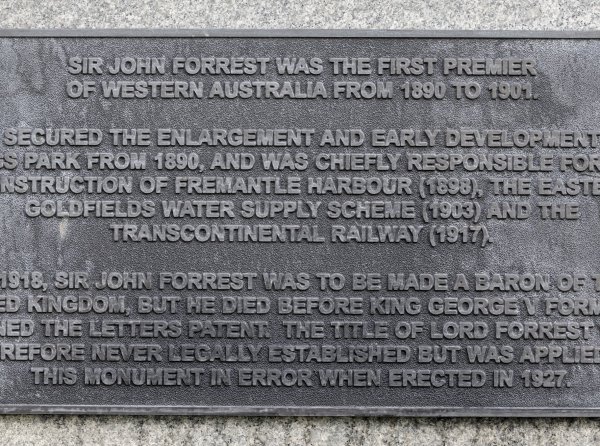 SIR JOHN FORREST WAS THE FIRST PREMIER
OF WESTERN AUSTRALIA FROM 1890 TO 1901.
SECURED THE ENLARGEMENT AND EARLY DEVELOPMENT
GS PARK FROM 1890, AND WAS CHIEFLY RESPONSIBLE FOR
NSTRUCTION OF FREMANTLE HARBOUR (1898), THE EASTE
GOLDFIELDS WATER SUPPLY SCHEME (1903) AND THE
TRANSCONTINENTAL RAILWAY (1917).
1918, SIR JOHN FORREST WAS TO BE MADE A BARON OF T
ED KINGDOM, BUT HE DIED BEFORE KING GEORGE V FORM
NED THE LETTERS PATENT. THE TITLE OF LORD FORREST
REFORE NEVER LEGALLY ESTABLISHED BUT WAS APPLIED
THIS MONUMENT IN ERROR WHEN ERECTED IN 1927.